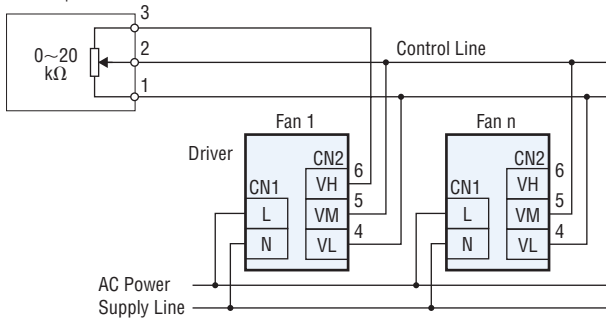 3
0~20
kΩ
2
Control Line
1
Fan 1
Fan n
Driver
CN2
6
CN2
6
CN1
VH
5
CN1
VH
5
L
VM
4
L
VM
4
N
VL
N
VL
AC Power
Supply Line